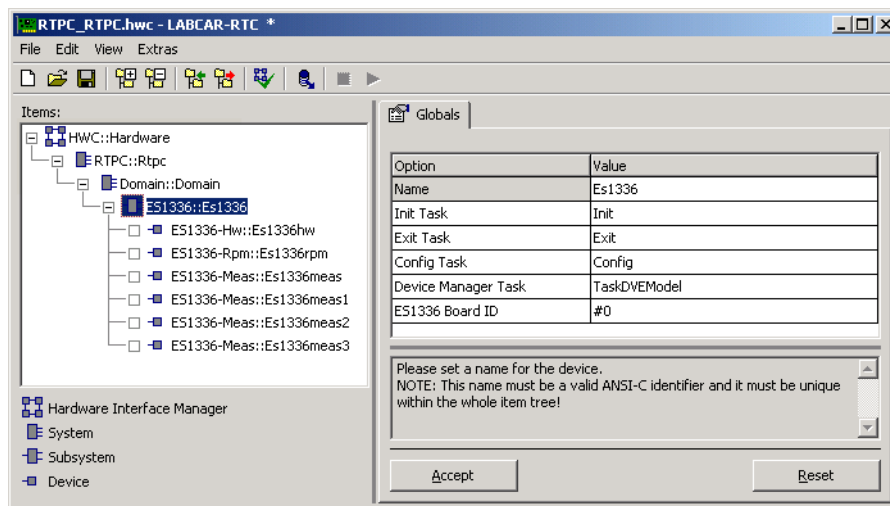 RTPC_RTPC.hwc - LABCAR-RTC *
File Edit View Extras
Items:
HWC::Hardware
RTPC::Rtpc
Domain::Domain
ES1336::Es1336
ES1336-Hw::Es1336hw
ES1336-Rpm::Es1336rpm
ES1336-Meas::Es1336meas
ES1336-Meas::Es1336meas1
ES1336-Meas::Es1336meas2
ES1336-Meas::Es1336meas3
Hardware Interface Manager
System
Subsystem
Device
Globals
Option Value
Name Es1336
Init Task Init
Exit Task Exit
Config Task Config
Device Manager Task TaskDVEModel
ES1336 Board ID #0
Please set a name for the device.
NOTE: This name must be a valid ANSI-C identifier and it must be unique
within the whole item tree!
Accept Reset